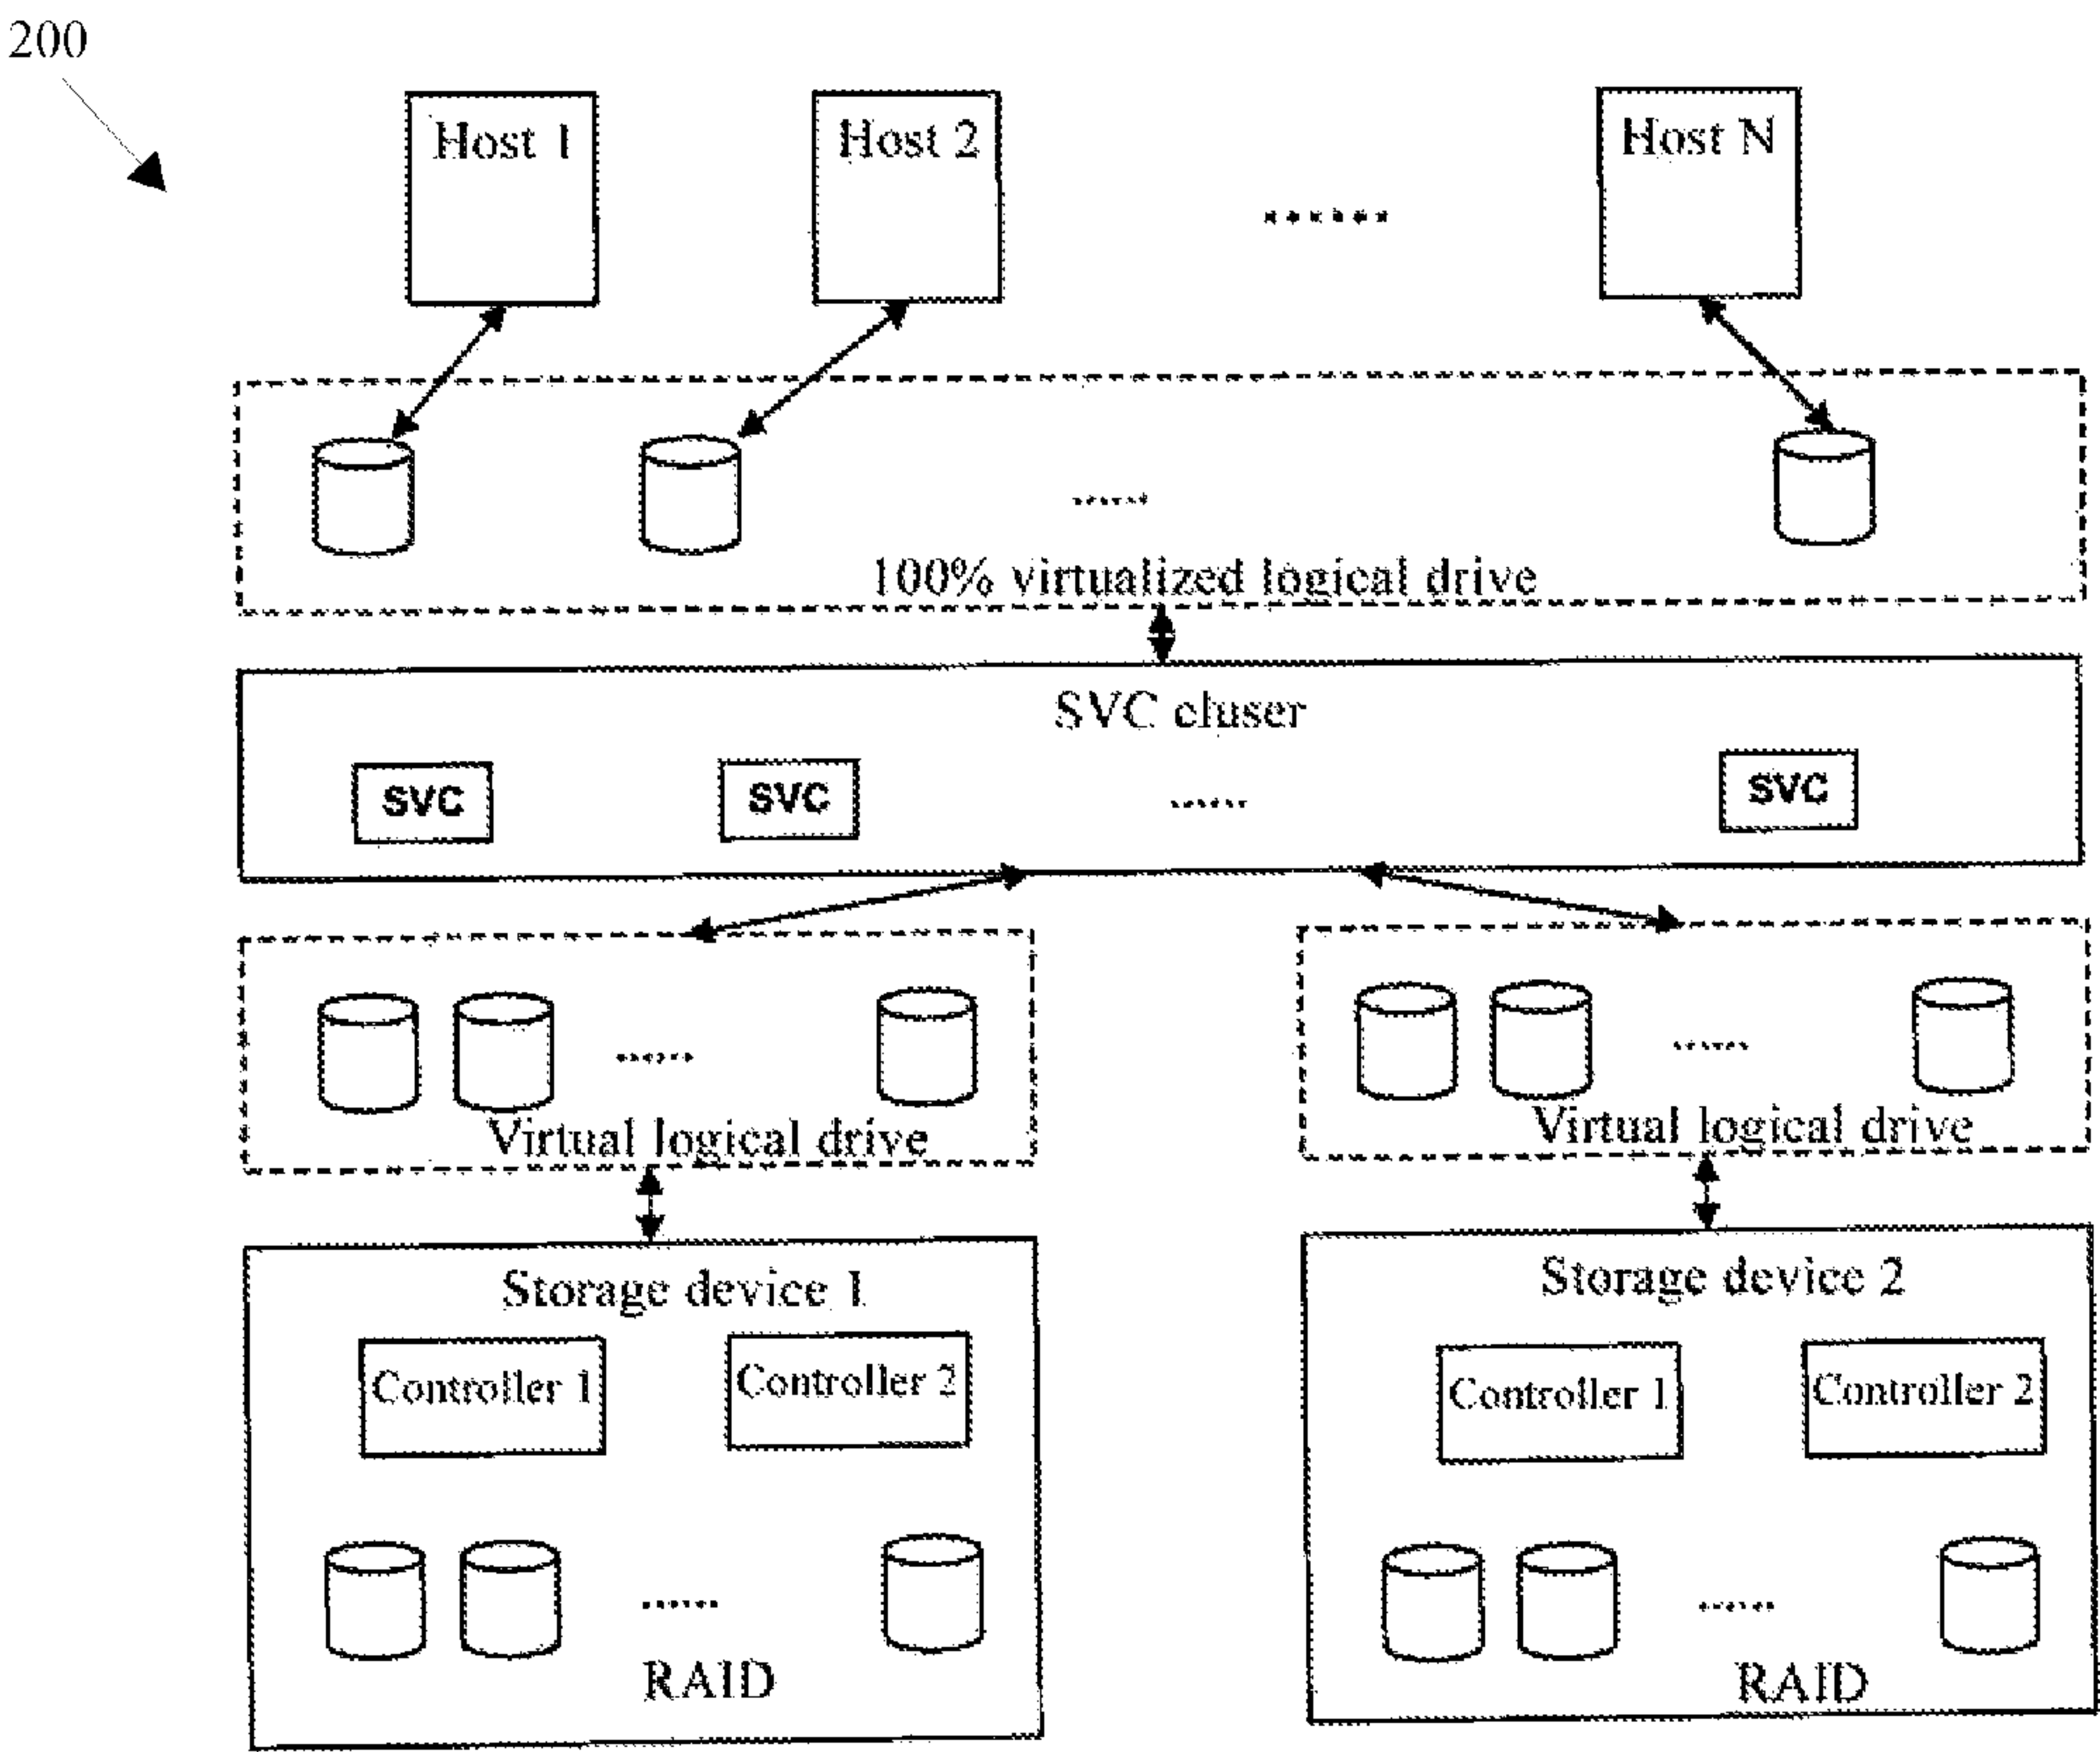 200
Host 1
Host 2
Host N
......
......
100% virtualized logical drive
SVC cluser
SVC
SVC
......
SVC
......
Virtual logical drive
......
Virtual logical drive
Storage device 1
Controller 1
Controller 2
......
RAID
Storage device 2
Controller 1
Controller 2
......
RAID